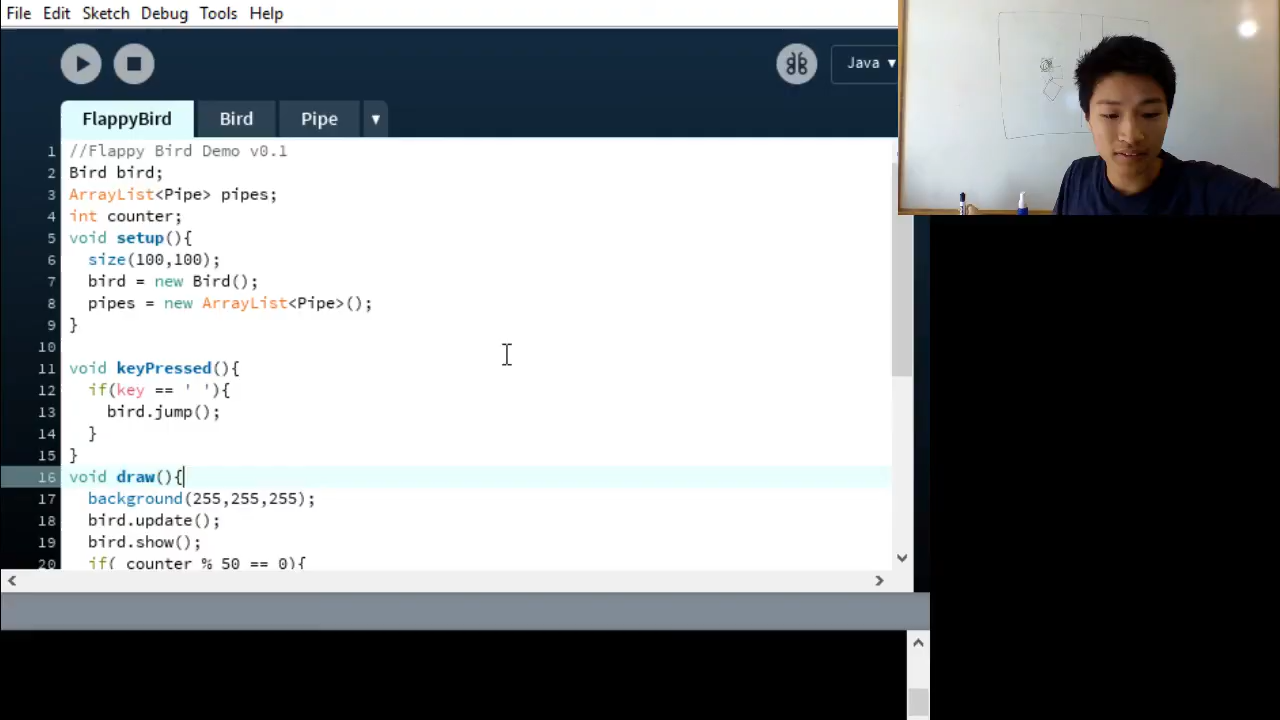 File Edit Sketch Debug Tools Help
Java ▾
FlappyBird Bird Pipe ▾
1 //Flappy Bird Demo v0.1
2 Bird bird;
3 ArrayList<Pipe> pipes;
4 int counter;
5 void setup(){
6 size(100,100);
7 bird = new Bird();
8 pipes = new ArrayList<Pipe>();
9 }
10
11 void keyPressed(){
12 if(key == ' '){
13 bird.jump();
14 }
15 }
16 void draw(){
17 background(255,255,255);
18 bird.update();
19 bird.show();
20 if( counter % 50 == 0){